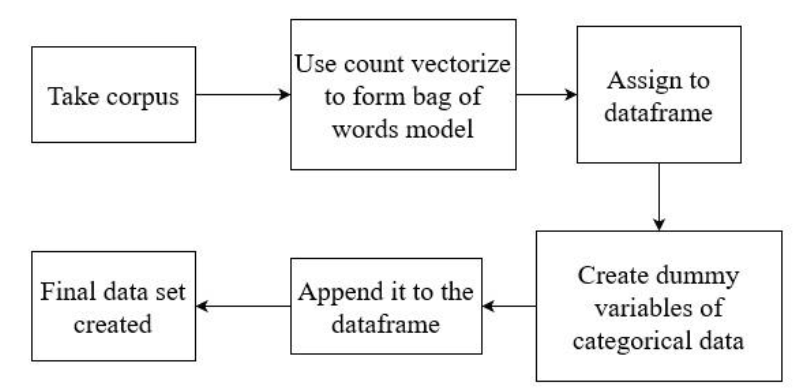 Take corpus
Use count vectorize
to form bag of
words model
Assign to
dataframe
Create dummy
variables of
categorical data
Append it to the
dataframe
Final data set
created